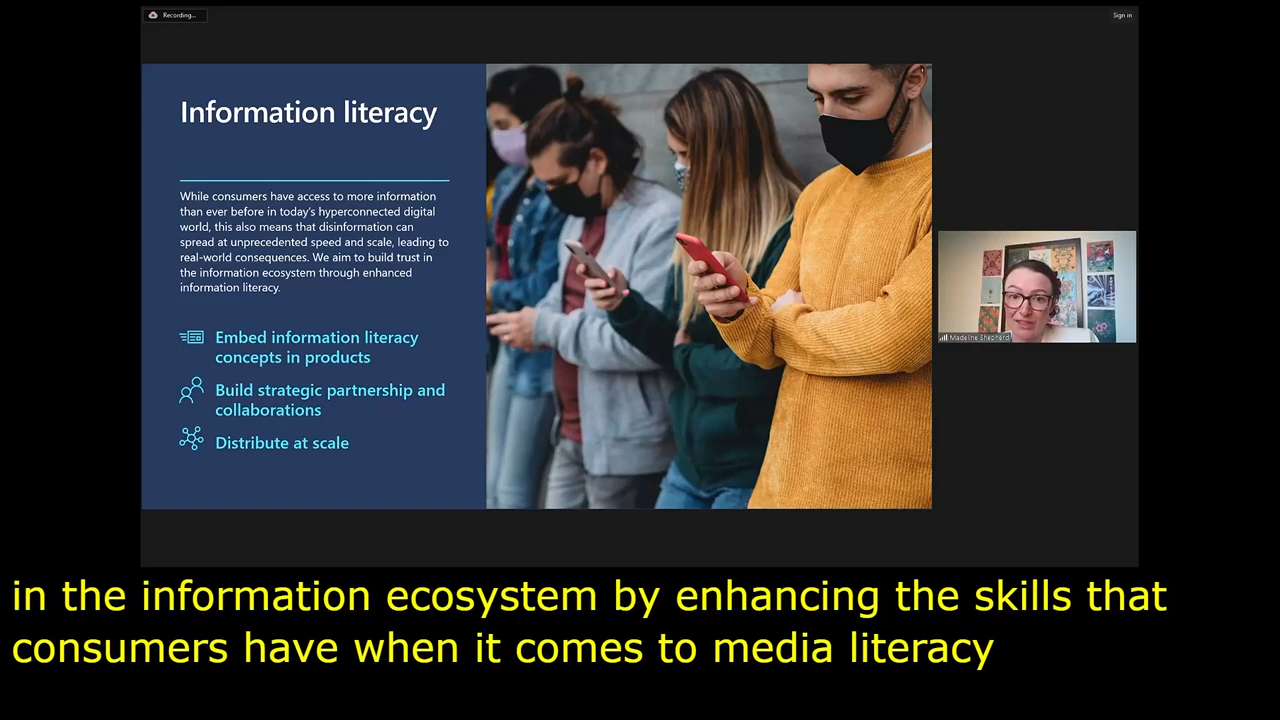 Recording...
Sign in
Information literacy
While consumers have access to more information
than ever before in today's hyperconnected digital
world, this also means that disinformation can
spread at unprecedented speed and scale, leading to
real-world consequences. We aim to build trust in
the information ecosystem through enhanced
information literacy.
Embed information literacy
concepts in products
Build strategic partnership and
collaborations
Distribute at scale
Madeline Shepherd
in the information ecosystem by enhancing the skills that
consumers have when it comes to media literacy